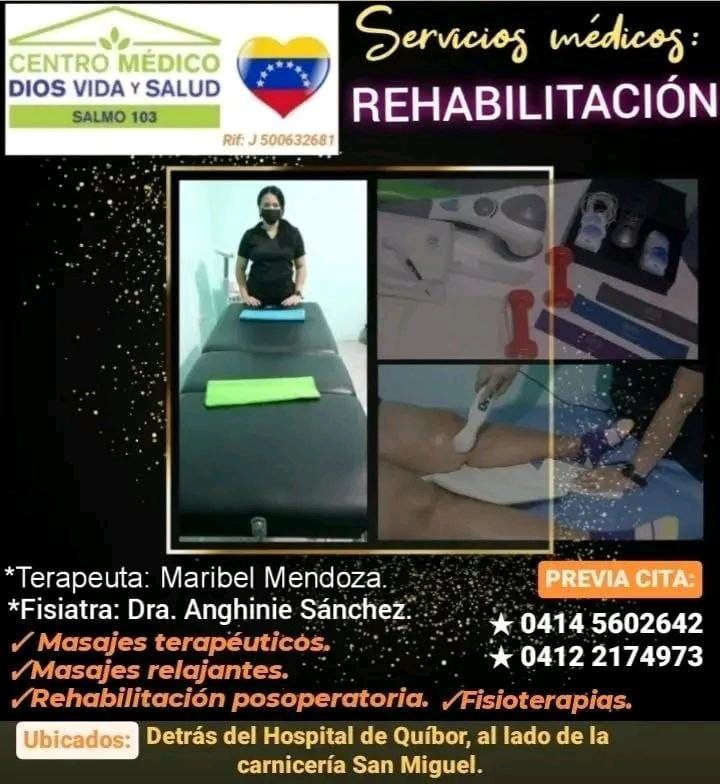 CENTRO MÉDICO
DIOS VIDA Y SALUD
SALMO 103
Rif: J 500632681
Servicios médicos:
REHABILITACIÓN
*Terapeuta: Maribel Mendoza.
*Fisiatra: Dra. Anghinie Sánchez.
✓Masajes terapéuticos.
✓Masajes relajantes.
✓Rehabilitación posoperatoria. ✓Fisioterapias.
PREVIA CITA:
★ 0414 5602642
★ 0412 2174973
Ubicados: Detrás del Hospital de Quíbor, al lado de la
carnicería San Miguel.